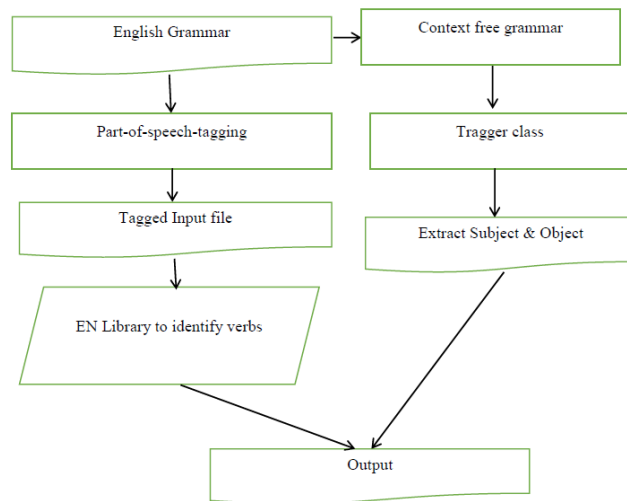 English Grammar
Context free grammar
Part-of-speech-tagging
Tragger class
Tagged Input file
Extract Subject & Object
EN Library to identify verbs
Output